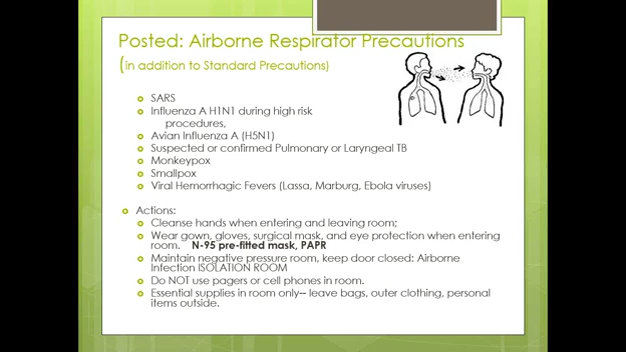 Posted: Airborne Respirator Precautions
(in addition to Standard Precautions)
SARS
Influenza A H1N1 during high risk
procedures,
Avian Influenza A (H5N1)
Suspected or confirmed Pulmonary or Laryngeal TB
Monkeypox
Smallpox
Viral Hemorrhagic Fevers (Lassa, Marburg, Ebola viruses)
Actions:
Cleanse hands when entering and leaving room;
Wear gown, gloves, surgical mask, and eye protection when entering
room. N-95 pre-fitted mask, PAPR
Maintain negative pressure room, keep door closed: Airborne
Infection ISOLATION ROOM
Do NOT use pagers or cell phones in room.
Essential supplies in room only-- leave bags, outer clothing, personal
items outside.